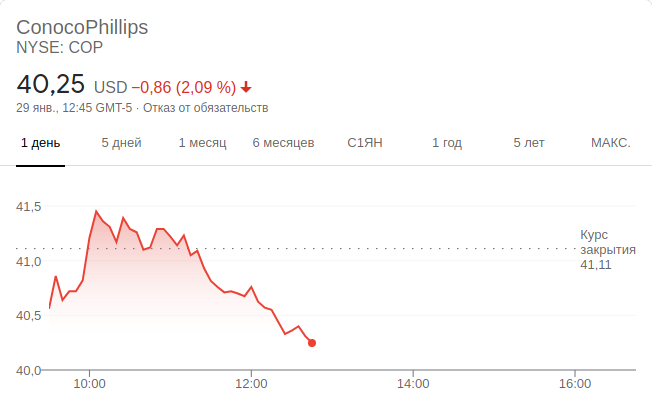 ConocoPhillips
NYSE: COP
40,25 USD −0,86 (2,09 %)
29 янв., 12:45 GMT-5 · Отказ от обязательств
1 день 5 дней 1 месяц 6 месяцев С1ЯН 1 год 5 лет МАКС.
41,5
Курс
закрытия
41,11
41,0
40,5
40,0
10:00 12:00 14:00 16:00